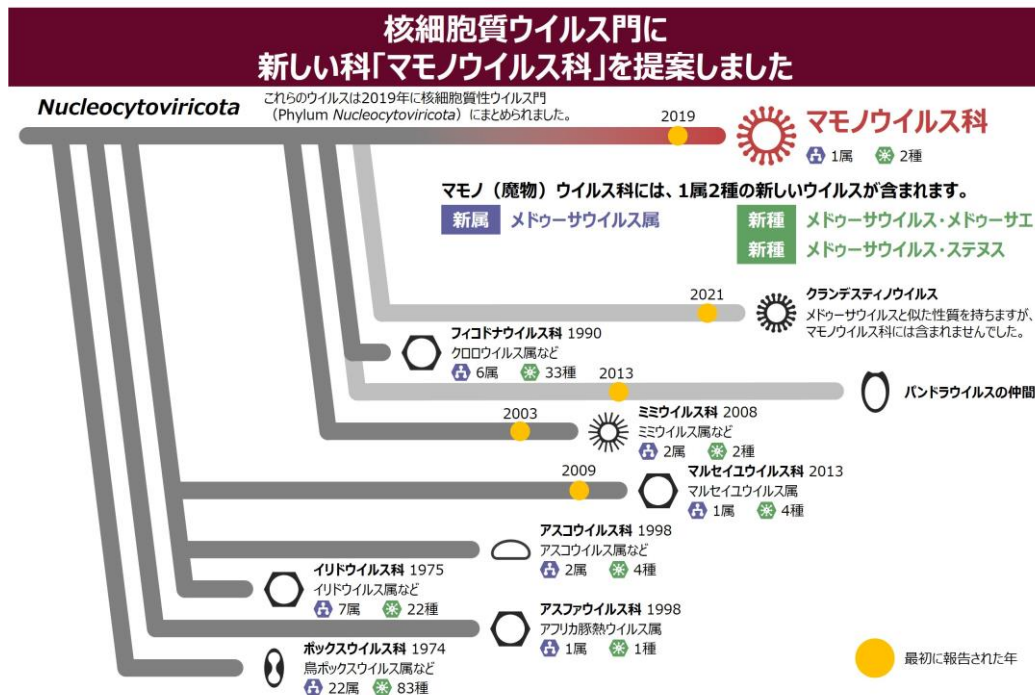 核細胞質ウイルス門に
新しい科「マモノウイルス科」を提案しました
Nucleocytoviricota
これらのウイルスは2019年に核細胞質性ウイルス門
(Phylum Nucleocytoviricota) にまとめられました。
2019
マモノウイルス科
1属 2種
マモノ（魔物）ウイルス科には、1属2種の新しいウイルスが含まれます。
新属 メドゥーサウイルス属
新種 メドゥーサウイルス・メドゥーサエ
新種 メドゥーサウイルス・ステヌス
2021
クランデスティノウイルス
メドゥーサウイルスと似た性質を持ちますが、
マモノウイルス科には含まれませんでした。
フィコドナウイルス科 1990
クロロウイルス属など
6属 33種
2013
パンドラウイルスの仲間
2003
ミミウイルス科 2008
ミミウイルス属など
2属 2種
2009
マルセイユウイルス科 2013
マルセイユウイルス属
1属 4種
アスコウイルス科 1998
アスコウイルス属など
2属 4種
イリドウイルス科 1975
イリドウイルス属など
7属 22種
アスファウイルス科 1998
アフリカ豚熱ウイルス属
1属 1種
ポックスウイルス科 1974
鳥ポックスウイルス属など
22属 83種
最初に報告された年